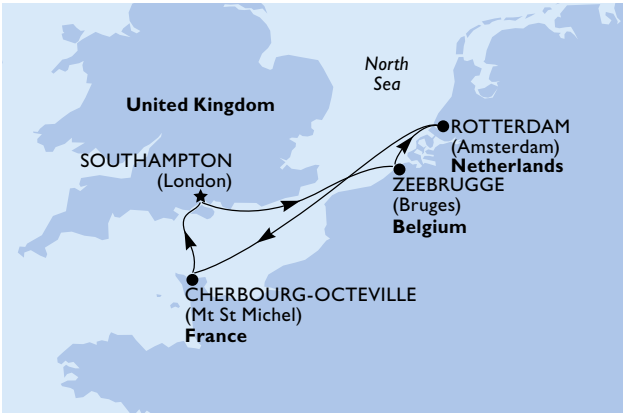 North
Sea
United Kingdom
SOUTHAMPTON
(London)
ROTTERDAM
(Amsterdam)
Netherlands
ZEEBRUGGE
(Bruges)
Belgium
CHERBOURG-OCTEVILLE
(Mt St Michel)
France